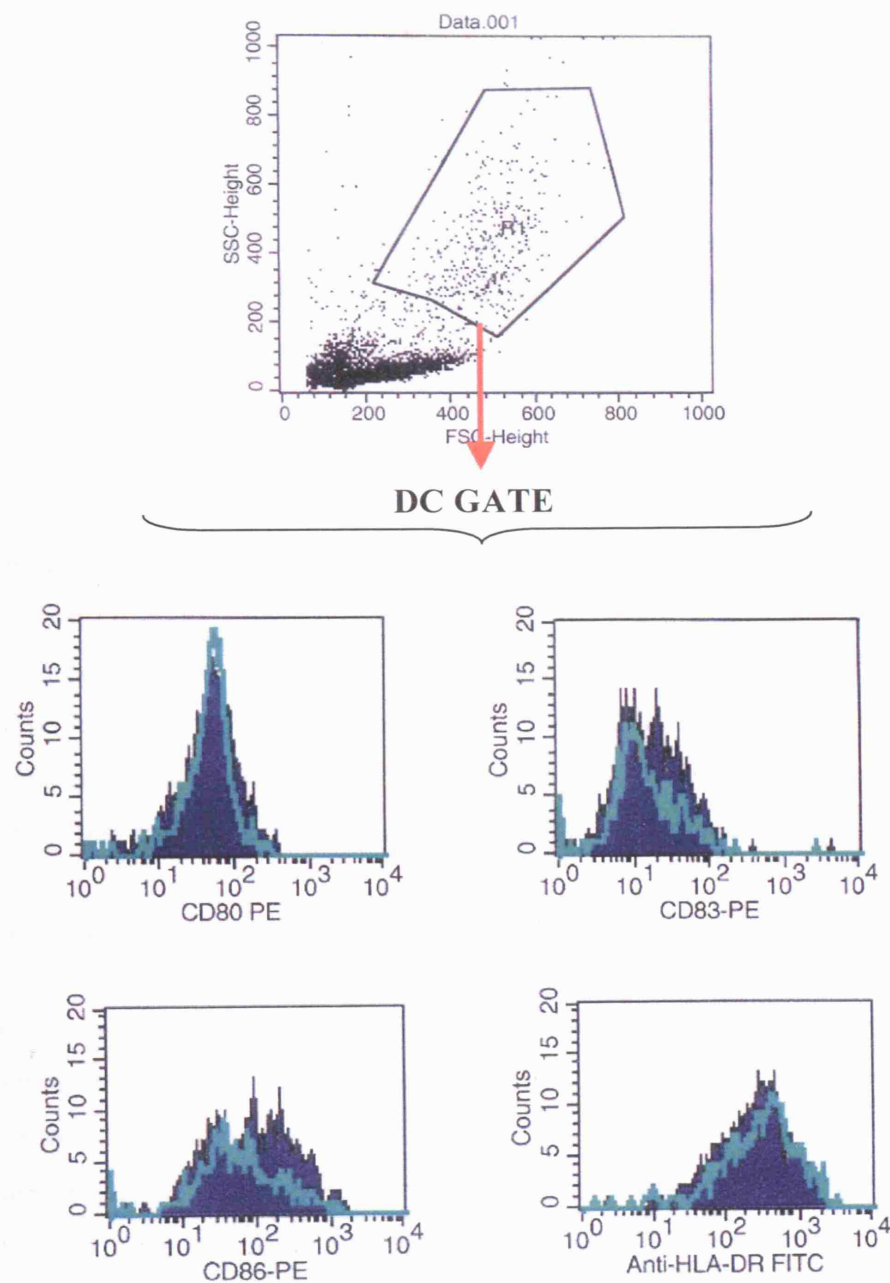 Data.001
1000
800
600
400
200
0
SSC-Height
R1
0 200 400 600 800 1000
FSC-Height
DC GATE
20
15
10
5
0
Counts
10^0 10^1 10^2 10^3 10^4
CD80 PE
20
15
10
5
0
Counts
10^0 10^1 10^2 10^3 10^4
CD83-PE
20
15
10
5
0
Counts
10^0 10^1 10^2 10^3 10^4
CD86-PE
20
15
10
5
0
Counts
10^0 10^1 10^2 10^3 10^4
Anti-HLA-DR FITC